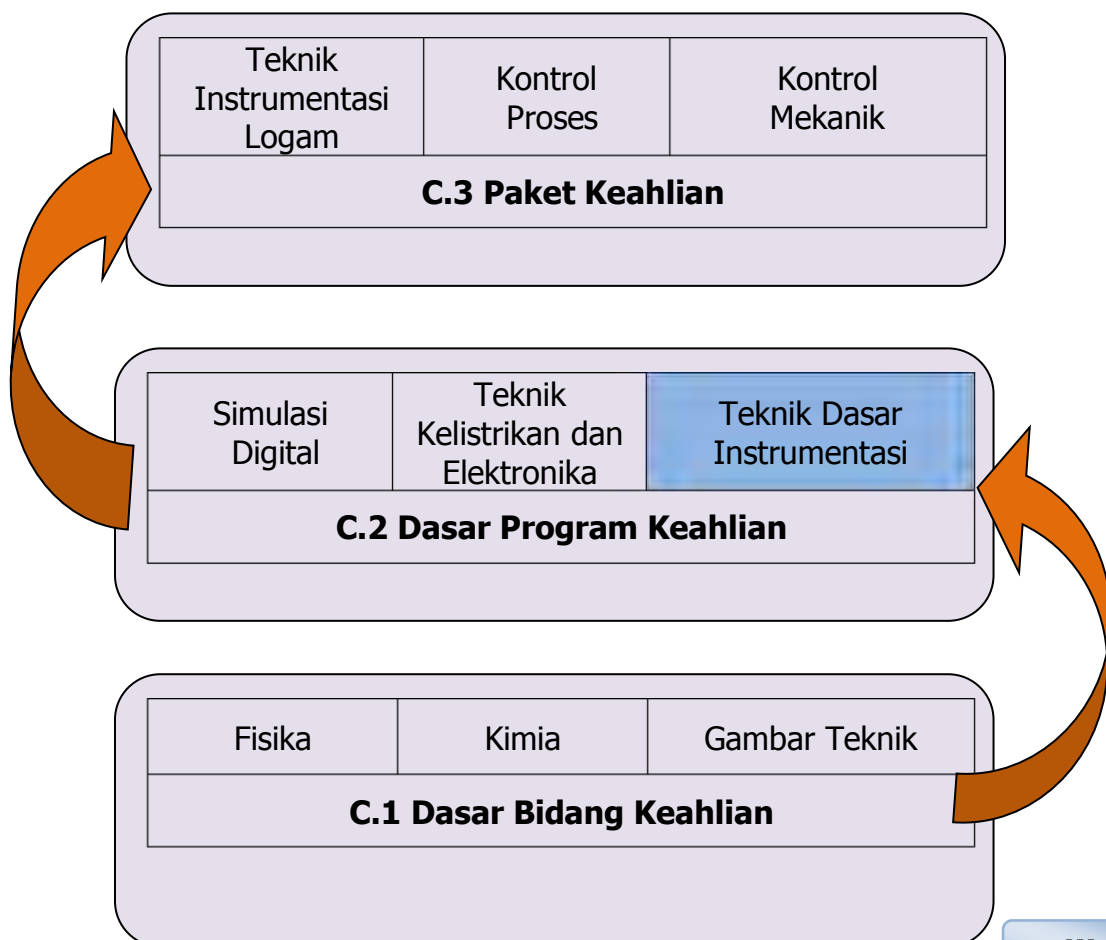 Teknik
Instrumentasi
Logam
Kontrol
Proses
Kontrol
Mekanik
C.3 Paket Keahlian
Simulasi
Digital
Teknik
Kelistrikan dan
Elektronika
Teknik Dasar
Instrumentasi
C.2 Dasar Program Keahlian
Fisika
Kimia
Gambar Teknik
C.1 Dasar Bidang Keahlian